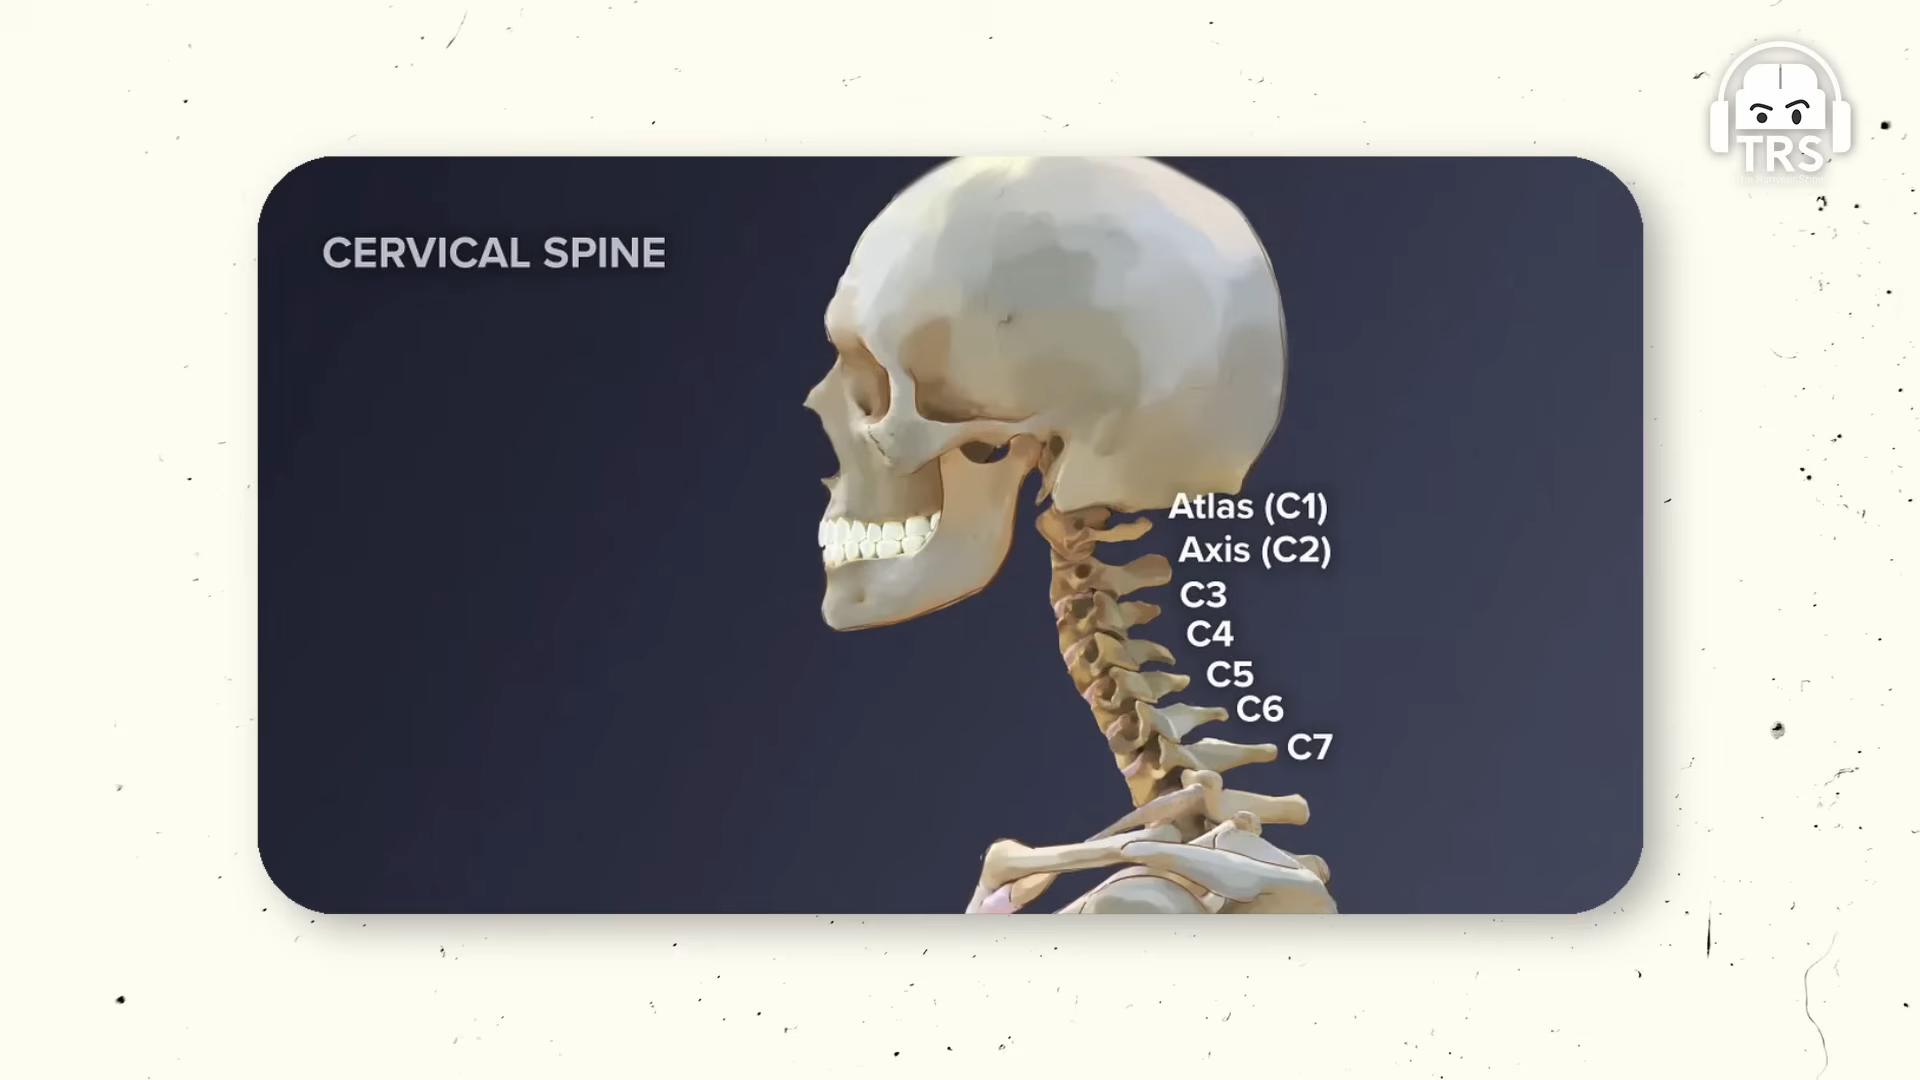 TRS
CERVICAL SPINE
Atlas (C1)
Axis (C2)
C3
C4
C5
C6
C7